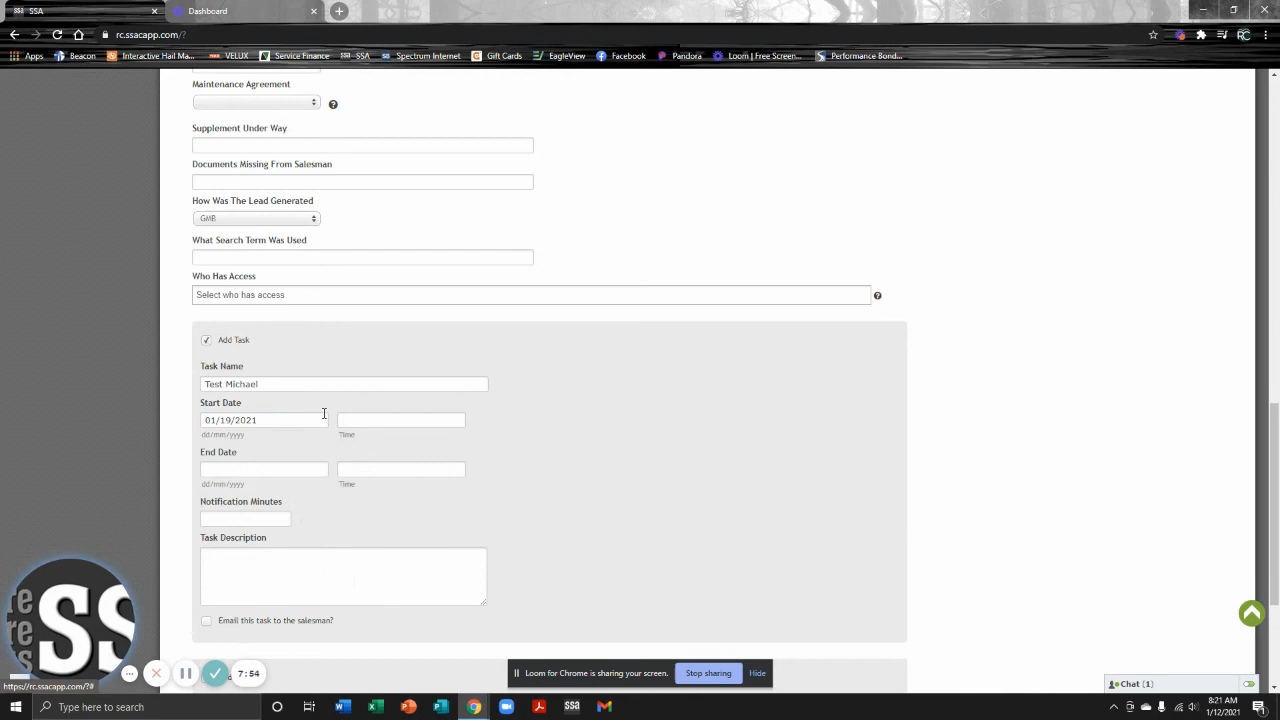 SSA
Dashboard
rc.ssacapp.com/?
Apps Beacon Interactive Hail Ma... VELUX Service Finance SSA Spectrum Internet Gift Cards EagleView Facebook Pandora Loom | Free Screen... Performance Bond...
Maintenance Agreement
Supplement Under Way
Documents Missing From Salesman
How Was The Lead Generated
GMB
What Search Term Was Used
Who Has Access
Select who has access
Add Task
Task Name
Test Michael
Start Date
01/19/2021
dd/mm/yyyy Time
End Date
dd/mm/yyyy Time
Notification Minutes
Task Description
Email this task to the salesman?
SS
7:54
Loom for Chrome is sharing your screen. Stop sharing Hide
https://rc.ssacapp.com/?#
Chat (1)
Type here to search
SSA
8:21 AM
1/12/2021